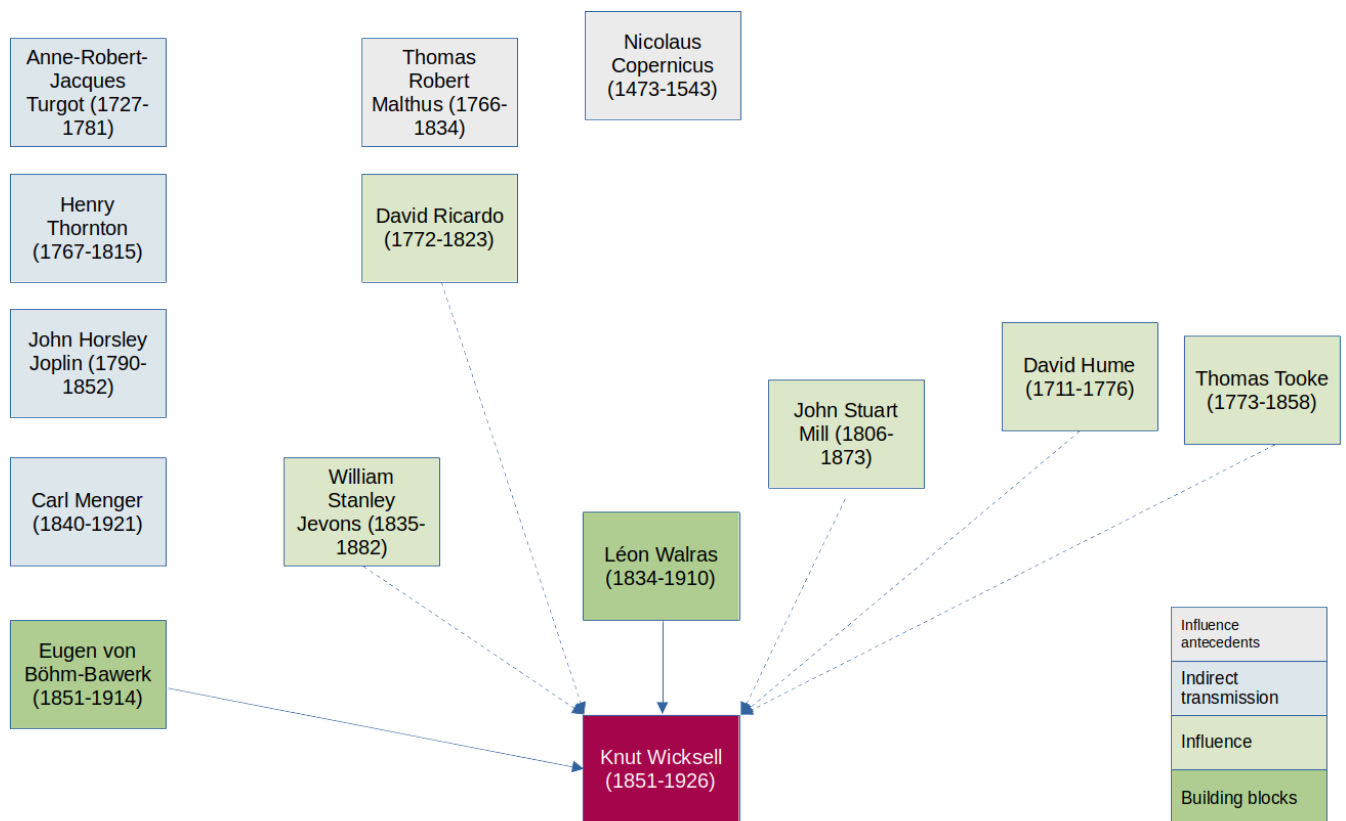 Anne-Robert-
Jacques
Turgot (1727-
1781)
Thomas
Robert
Malthus (1766-
1834)
Nicolaus
Copernicus
(1473-1543)
Henry
Thornton
(1767-1815)
David Ricardo
(1772-1823)
John Horsley
Joplin (1790-
1852)
David Hume
(1711-1776)
Thomas Tooke
(1773-1858)
John Stuart
Mill (1806-
1873)
Carl Menger
(1840-1921)
William
Stanley
Jevons (1835-
1882)
Léon Walras
(1834-1910)
Eugen von
Böhm-Bawerk
(1851-1914)
Knut Wicksell
(1851-1926)
Influence
antecedents
Indirect
transmission
Influence
Building blocks